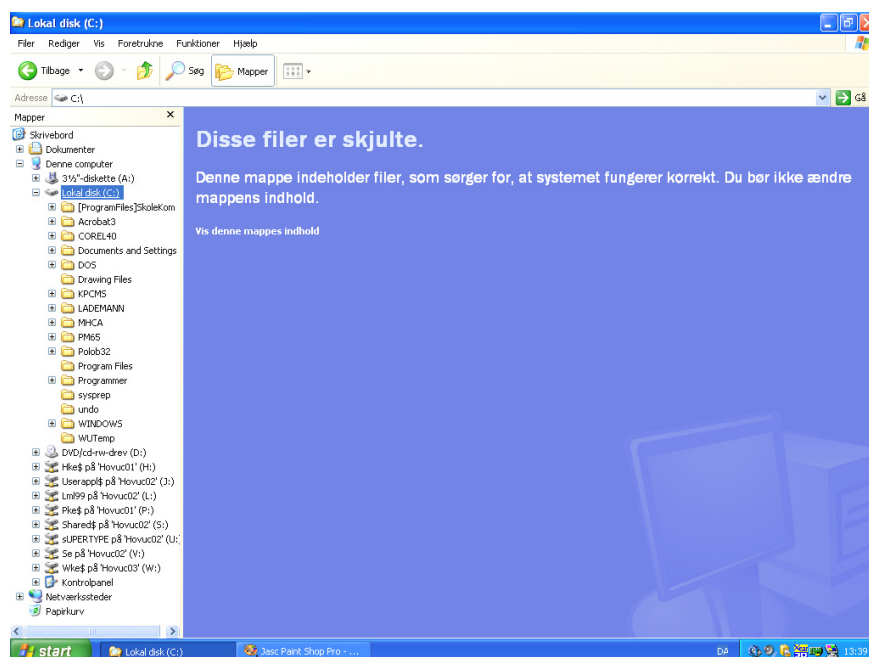 Lokal disk (C:)
Filer Rediger Vis Foretrukne Funktioner Hjælp
Tilbage Søg Mapper
Adresse C:\ Gå
Mapper
Skrivebord
Dokumenter
Denne computer
3½"-diskette (A:)
Lokal disk (C:)
[ProgramFiles]SkoleKom
Acrobat3
COREL40
Documents and Settings
DOS
Drawing Files
KPCMS
LADEMANN
MHCA
PM65
Polob32
Program Files
Programmer
sysprep
undo
WINDOWS
WUTemp
DVD/cd-rw-drev (D:)
Hke$ på 'Hovuc01' (H:)
Userappl$ på 'Hovuc02' (J:)
Lml99 på 'Hovuc02' (L:)
Pke$ på 'Hovuc01' (P:)
Shared$ på 'Hovuc02' (S:)
sUPERTYPE på 'Hovuc02' (U:)
Se på 'Hovuc02' (V:)
Wke$ på 'Hovuc03' (W:)
Kontrolpanel
Netværkssteder
Papirkurv
Disse filer er skjulte.
Denne mappe indeholder filer, som sørger for, at systemet fungerer korrekt. Du bør ikke ændre
mappens indhold.
Vis denne mappes indhold
start Lokal disk (C:) Jasc Paint Shop Pro - ... DA 13:39